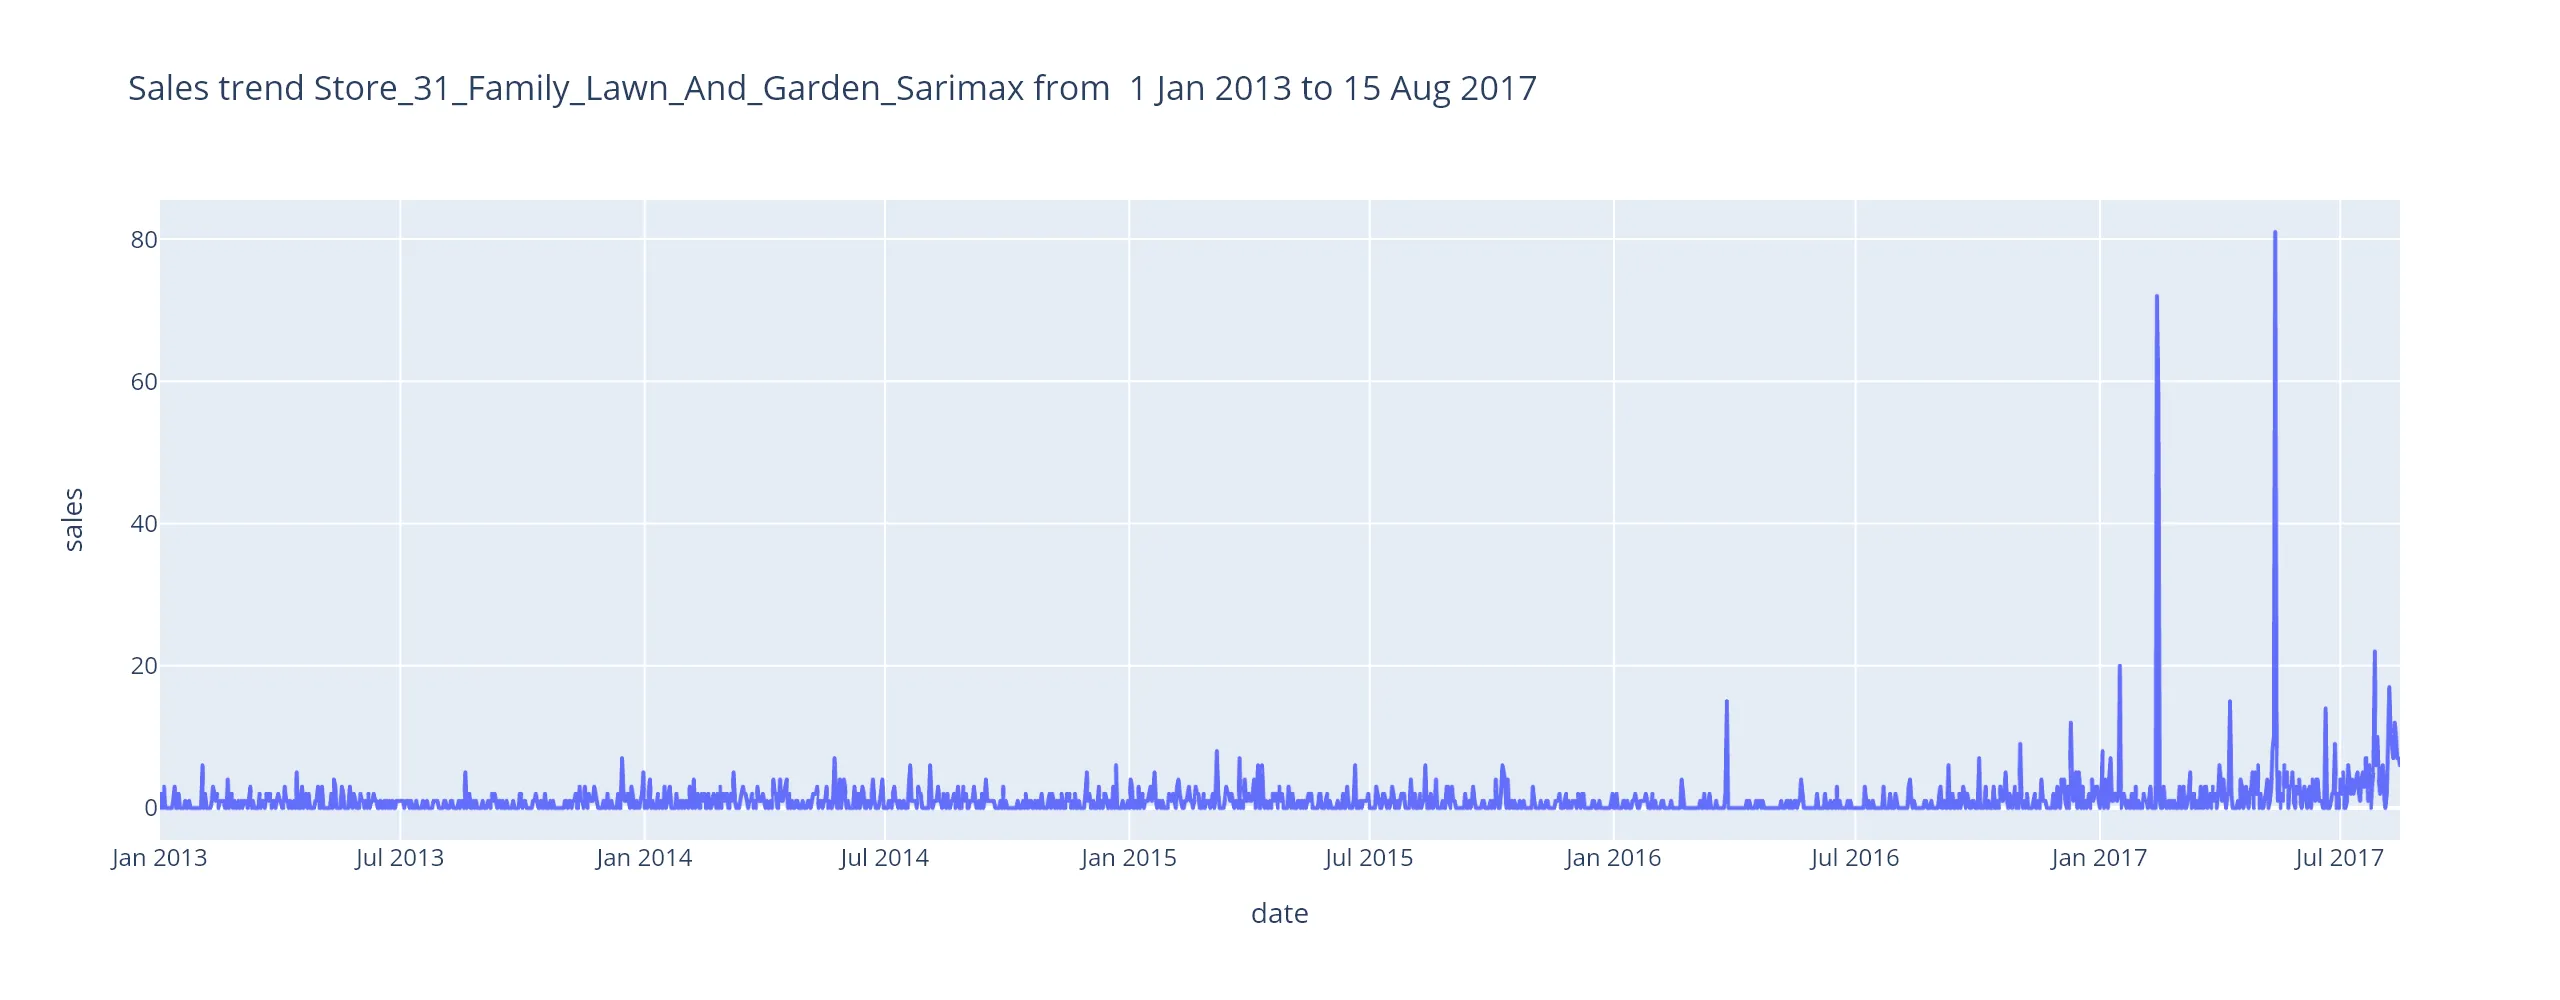 Sales trend Store_31_Family_Lawn_And_Garden_Sarimax from  1 Jan 2013 to 15 Aug 2017
80
60
40
20
0
sales
Jan 2013 Jul 2013 Jan 2014 Jul 2014 Jan 2015 Jul 2015 Jan 2016 Jul 2016 Jan 2017 Jul 2017
date